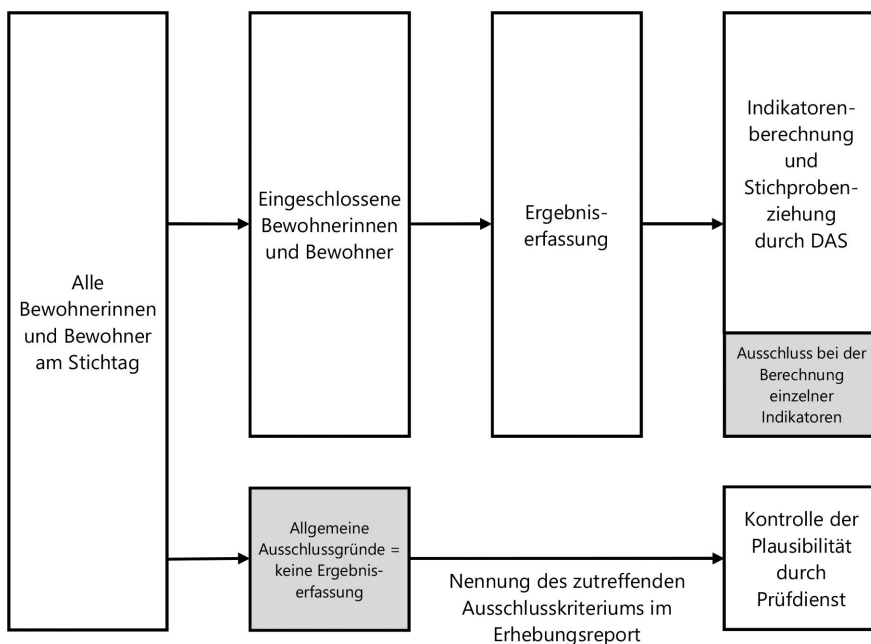 Alle
Bewohnerinnen
und Bewohner
am Stichtag
Eingeschlossene
Bewohnerinnen
und Bewohner
Ergebnis-
erfassung
Indikatoren-
berechnung
und
Stichproben-
ziehung
durch DAS
Ausschluss bei der
Berechnung
einzelner
Indikatoren
Allgemeine
Ausschlussgründe =
keine Ergebnis-
erfassung
Nennung des zutreffenden
Ausschlusskriteriums im
Erhebungsreport
Kontrolle der
Plausibilität
durch
Prüfdienst